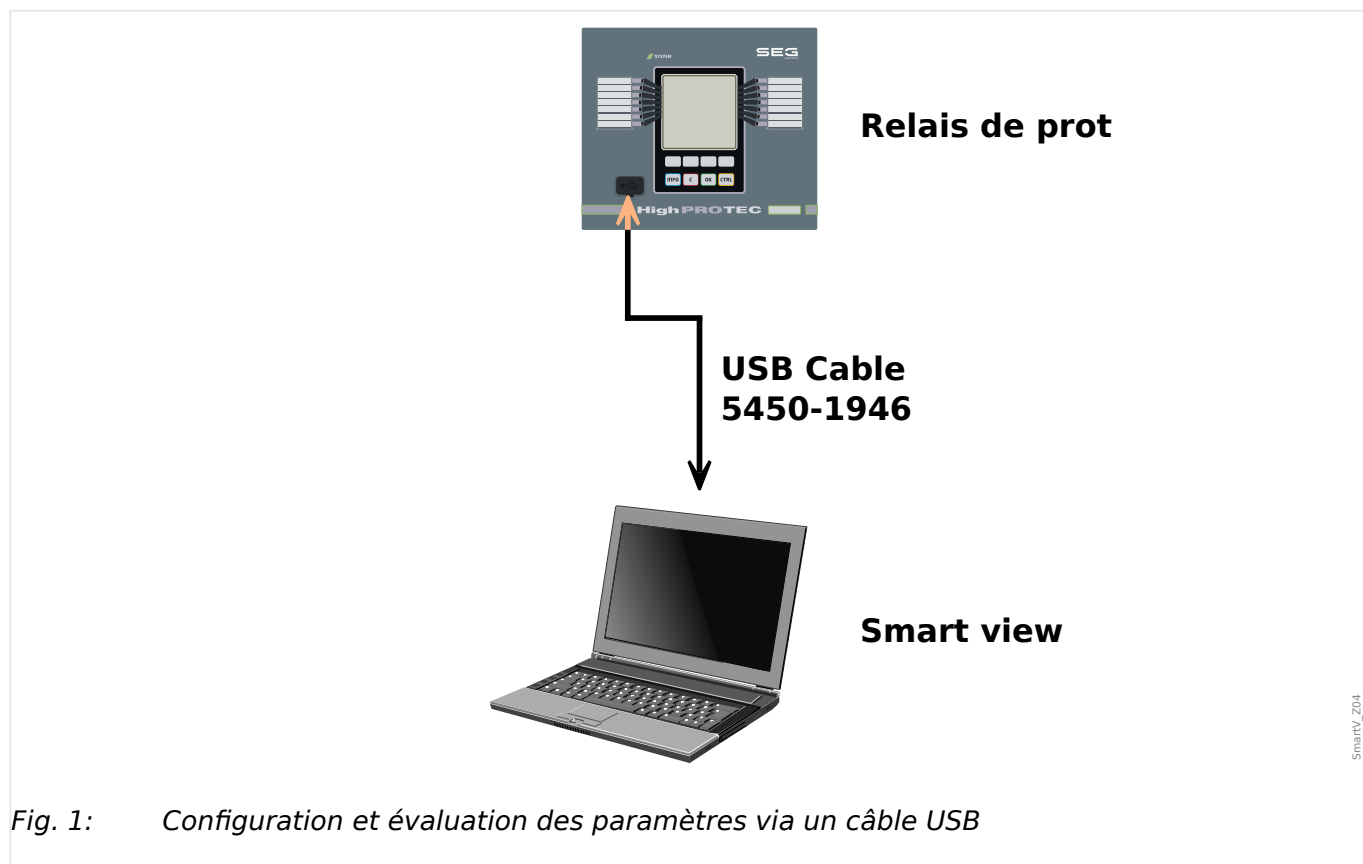 SYSTEM
SEG
Relais de prot
INFO C OK CTRL
HighPROTEC
USB Cable
5450-1946
Smart view
SmartV_Z04
Fig. 1: Configuration et évaluation des paramètres via un câble USB